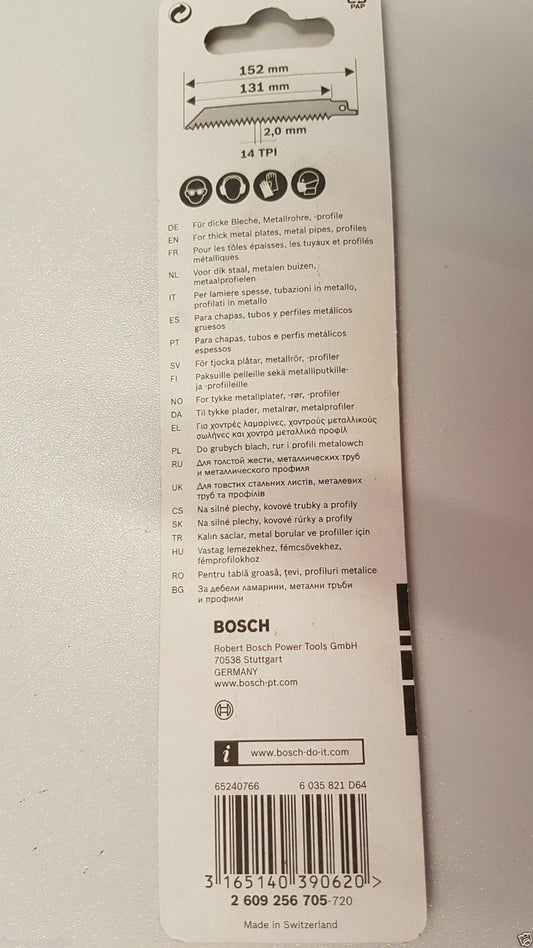 PAP
152 mm
131 mm
2,0 mm
14 TPI
DE Für dicke Bleche, Metallrohre, -profile
EN For thick metal plates, metal pipes, profiles
FR Pour les tôles épaisses, les tuyaux et profilés
métalliques
NL Voor dik staal, metalen buizen,
metaalprofielen
IT Per lamiere spesse, tubazioni in metallo,
profilati in metallo
ES Para chapas, tubos y perfiles metálicos
gruesos
PT Para chapas, tubos e perfis metálicos
espessos
SV För tjocka plåtar, metallrör, -profiler
FI Paksuille pelleille sekä metalliputkille-
ja -profiileille
NO For tykke metallplater, -rør, -profiler
DA Til tykke plader, metalrør, metalprofiler
EL Για χοντρές λαμαρίνες, χοντρούς μεταλλικούς
σωλήνες και χοντρά μεταλλικά προφίλ
PL Do grubych blach, rur i profili metalowch
RU Для толстой жести, металлических труб
и металлического профиля
UK Для товстих стальних листів, металевих
труб та профілів
CS Na silné plechy, kovové trubky a profily
SK Na silné plechy, kovové rúrky a profily
TR Kalın saclar, metal borular ve profiller için
HU Vastag lemezekhez, fémcsövekhez,
fémprofilokhoz
RO Pentru tablă groasă, ţevi, profiluri metalice
BG За дебели ламарини, метални тръби
и профили
BOSCH
Robert Bosch Power Tools GmbH
70538 Stuttgart
GERMANY
www.bosch-pt.com
i www.bosch-do-it.com
65240766 6 035 821 D64
3 165140 390620 >
2 609 256 705-720
Made in Switzerland